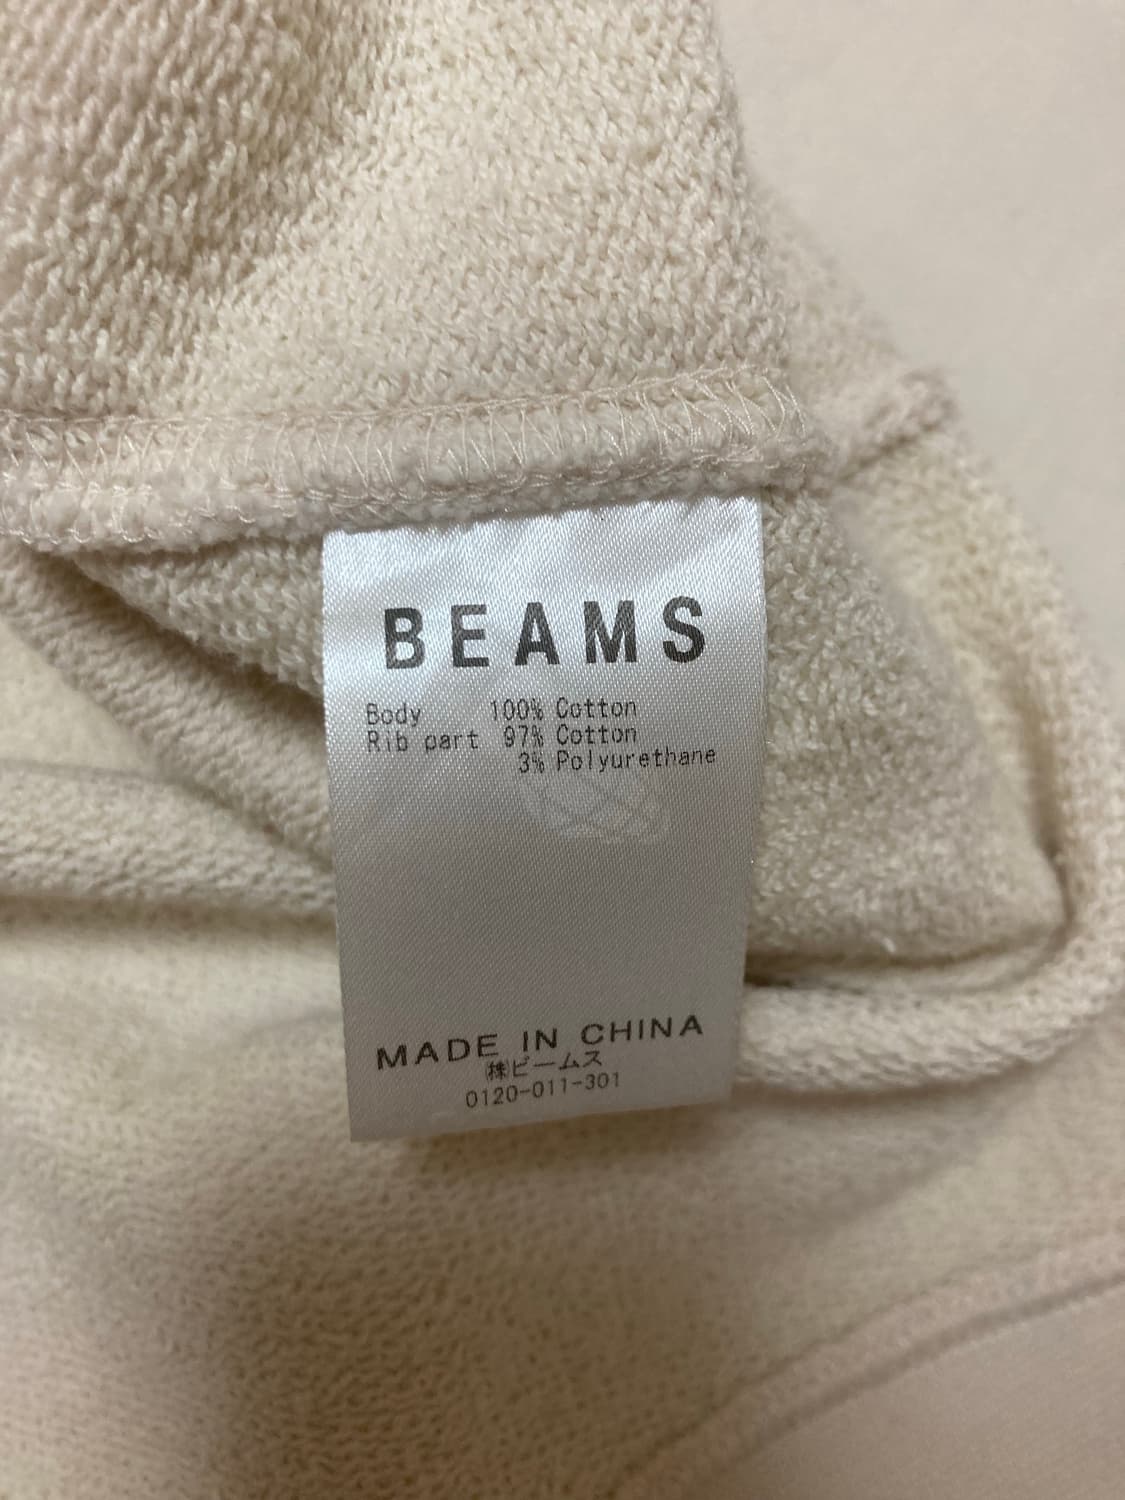 BEAMS
Body 100% Cotton
Rib part 97% Cotton
3% Polyurethane
MADE IN CHINA
㈱ビームス
0120-011-301